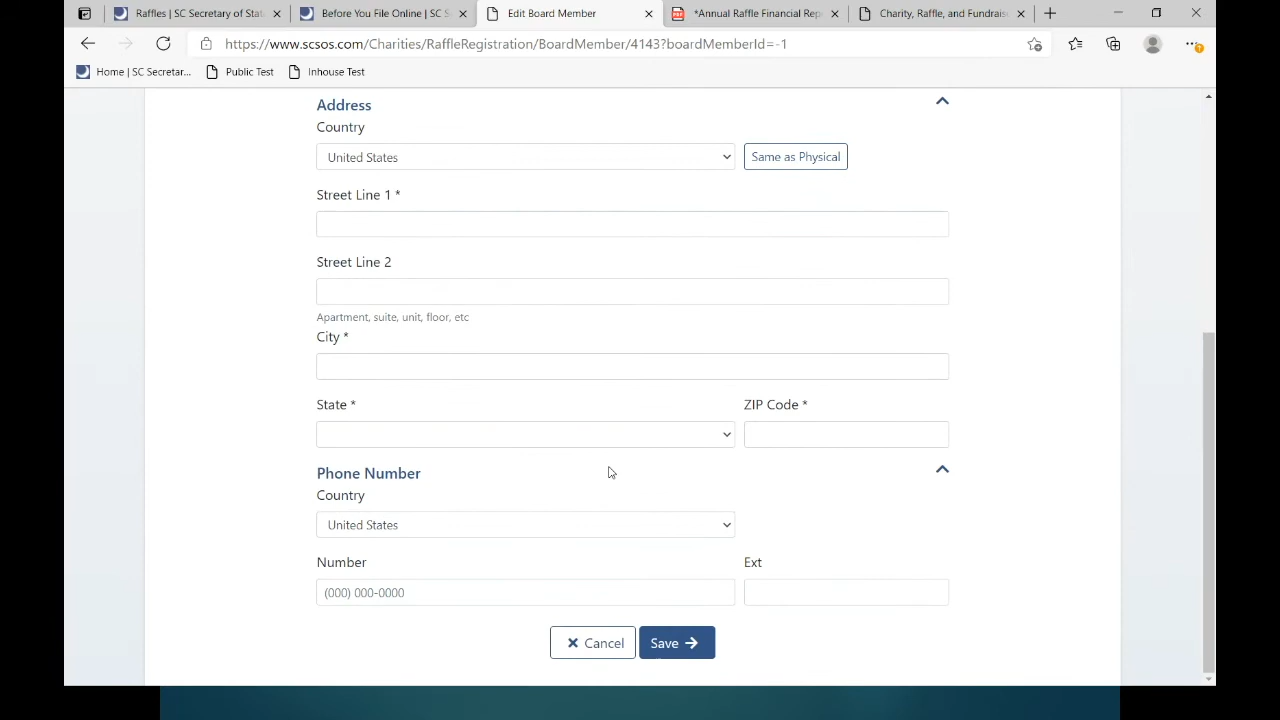 Raffles | SC Secretary of Stat
Before You File Online | SC S
Edit Board Member
*Annual Raffle Financial Rep
Charity, Raffle, and Fundrais
https://www.scsos.com/Charities/RaffleRegistration/BoardMember/4143?boardMemberId=-1
Home | SC Secretar...
Public Test
Inhouse Test
Address
Country
United States
Same as Physical
Street Line 1 *
Street Line 2
Apartment, suite, unit, floor, etc
City *
State *
ZIP Code *
Phone Number
Country
United States
Number
Ext
(000) 000-0000
Cancel
Save